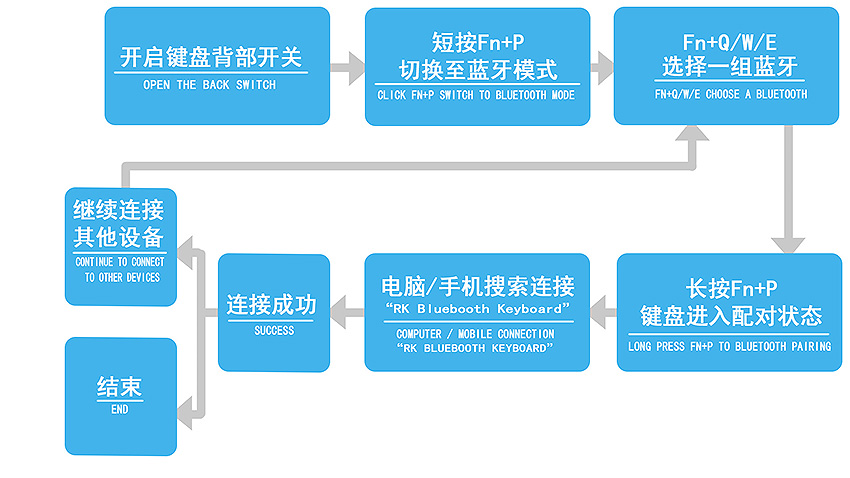 开启键盘背部开关
OPEN THE BACK SWITCH
短按Fn+P
切换至蓝牙模式
CLICK FN+P SWITCH TO BLUETOOTH MODE
Fn+Q/W/E
选择一组蓝牙
FN+Q/W/E CHOOSE A BLUETOOTH
长按Fn+P
键盘进入配对状态
LONG PRESS FN+P TO BLUETOOTH PAIRING
电脑/手机搜索连接
“RK Bluebooth Keyboard”
COMPUTER / MOBILE CONNECTION
“RK BLUEBOOTH KEYBOARD”
连接成功
SUCCESS
继续连接
其他设备
CONTINUE TO CONNECT
TO OTHER DEVICES
结束
END